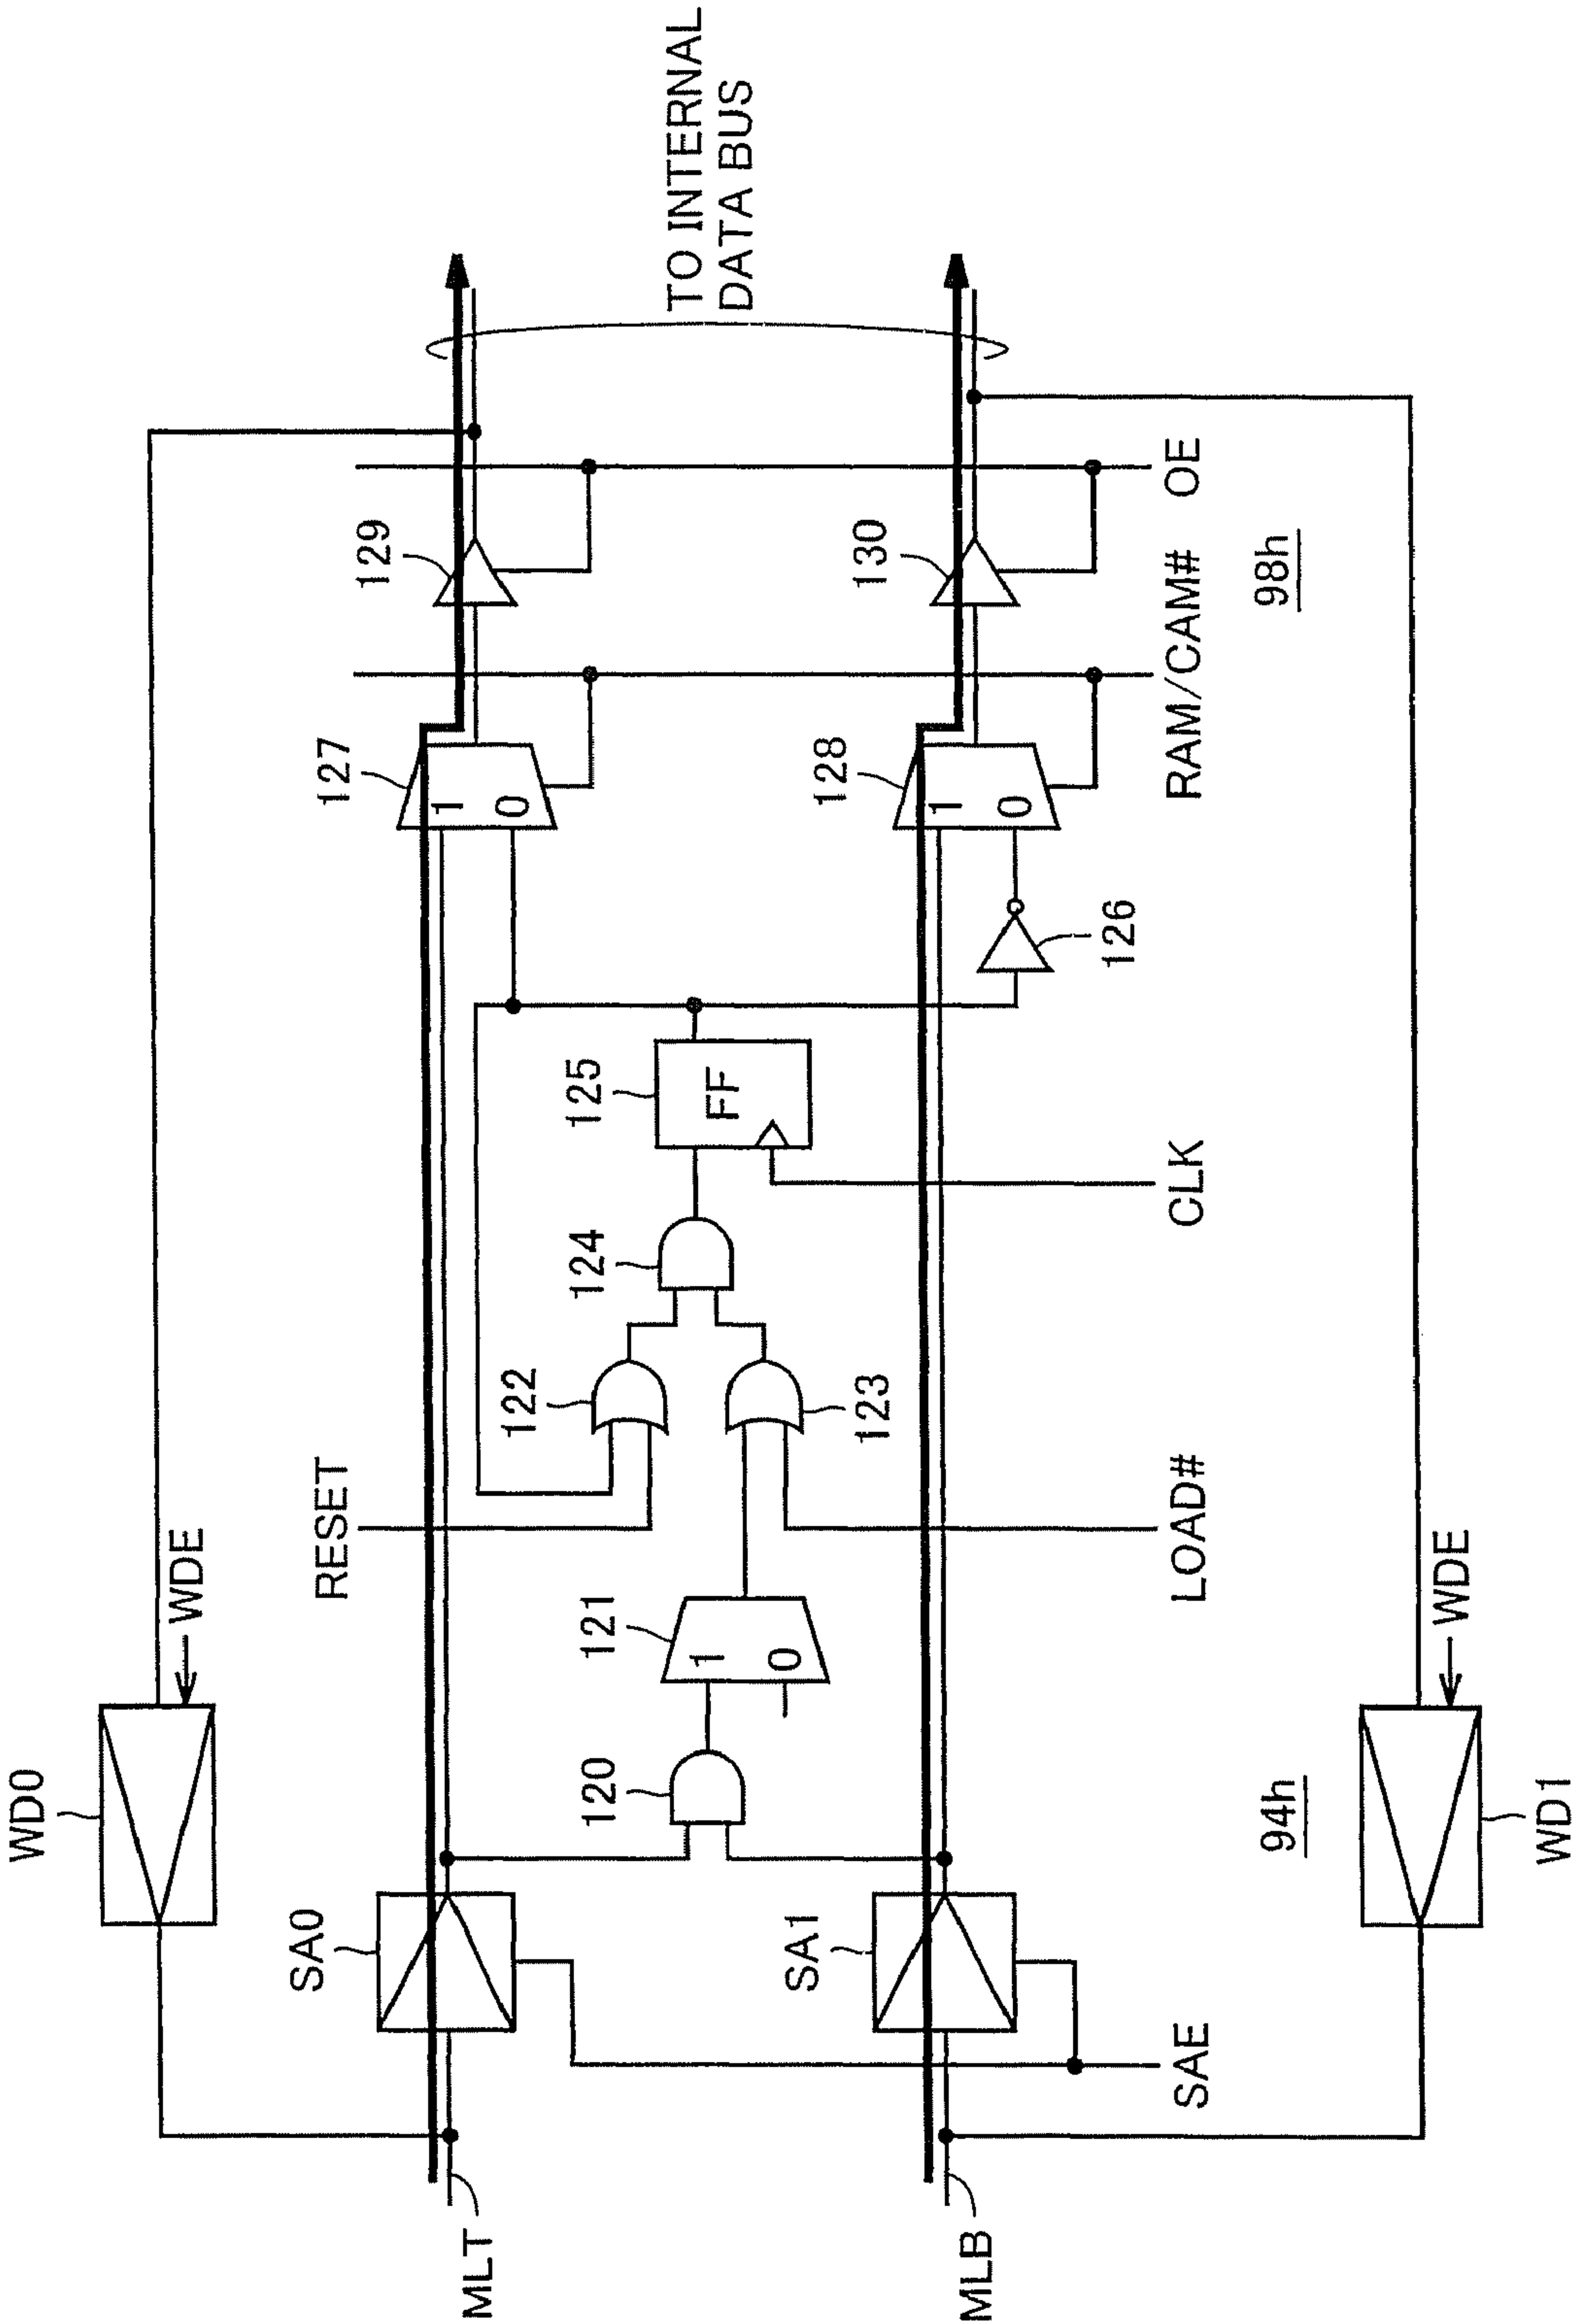 WD0
WDE
TO INTERNAL
DATA BUS
RESET
SA0
127
129
MLT
120
121
122
124
125
FF
1
0
1
0
SA1
123
128
130
1
0
MLB
126
SAE
LOAD#
CLK
RAM/CAM#
OE
94h
98h
WDE
WD1